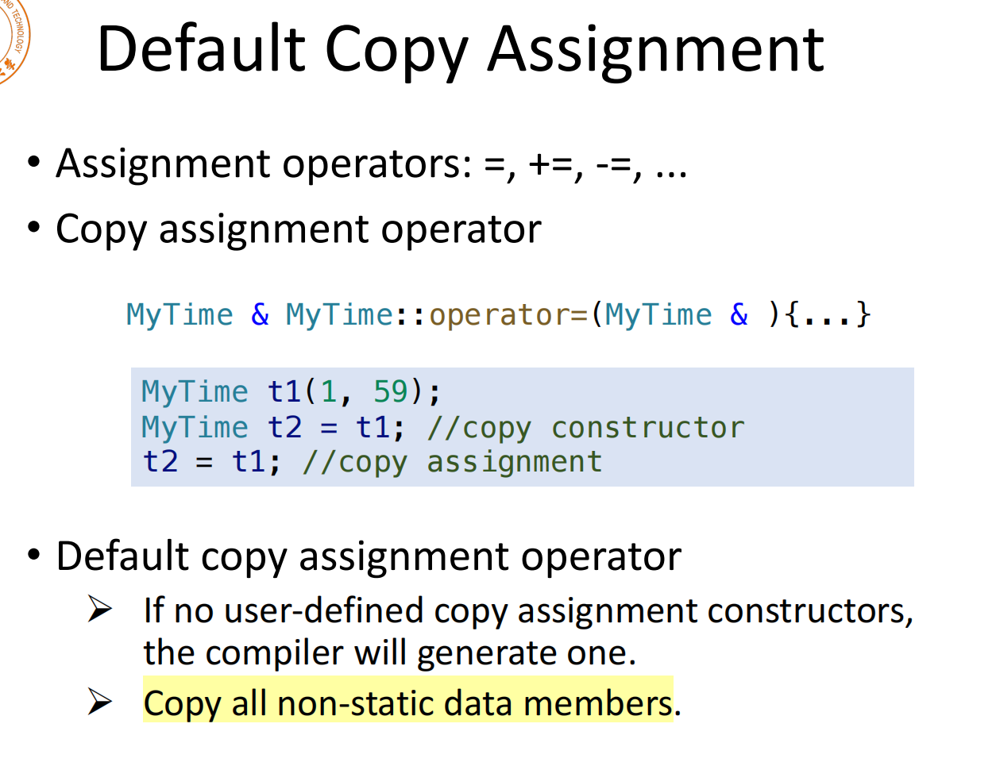 AND TECHNOLOGY
Default Copy Assignment
• Assignment operators: =, +=, -=, ...
• Copy assignment operator
MyTime & MyTime::operator=(MyTime & ){...}
MyTime t1(1, 59);
MyTime t2 = t1; //copy constructor
t2 = t1; //copy assignment
• Default copy assignment operator
➢ If no user-defined copy assignment constructors,
the compiler will generate one.
➢ Copy all non-static data members.